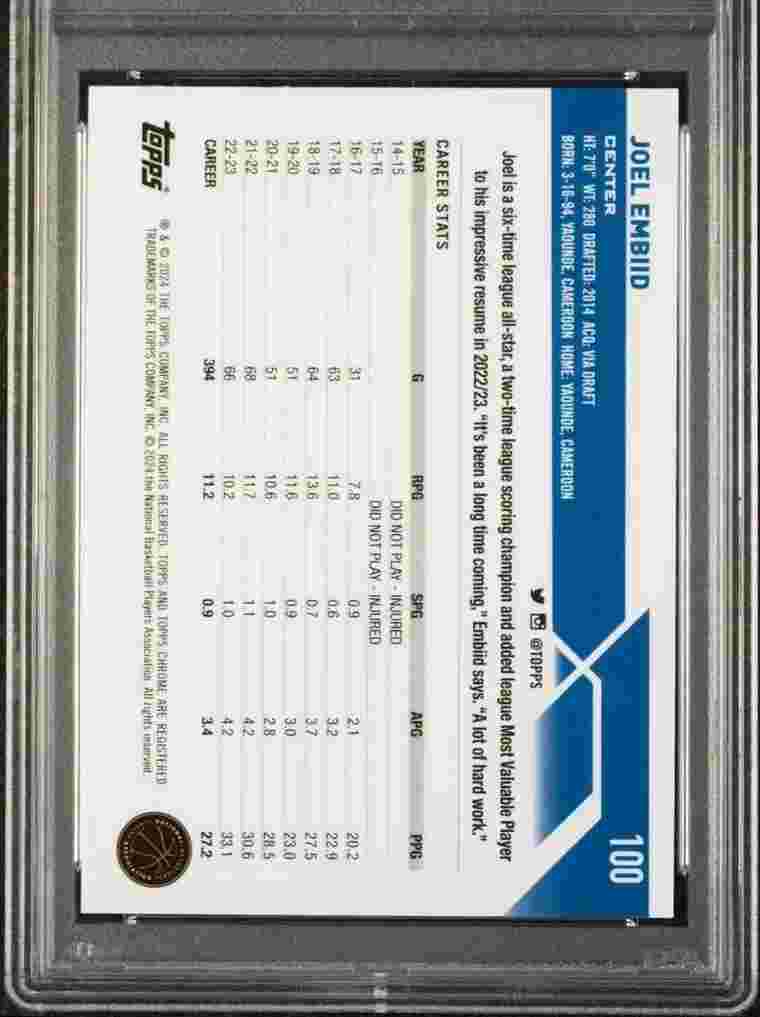 JOEL EMBIID
100
CENTER
HT: 7'0" WT: 280 DRAFTED: 2014 ACQ: VIA DRAFT
BORN: 3-16-94, YAOUNDE, CAMEROON HOME: YAOUNDE, CAMEROON
@TOPPS
Joel is a six-time league all-star, a two-time league scoring champion and added league Most Valuable Player
to his impressive resume in 2022/23. "It's been a long time coming," Embiid says. "A lot of hard work."
CAREER STATS
YEAR G RPG SPG APG PPG
14-15 DID NOT PLAY - INJURED
15-16 DID NOT PLAY - INJURED
16-17 31 7.8 0.9 2.1 20.2
17-18 63 11.0 0.6 3.2 22.9
18-19 64 13.6 0.7 3.7 27.5
19-20 51 11.6 0.9 3.0 23.0
20-21 51 10.6 1.0 2.8 28.5
21-22 68 11.7 1.1 4.2 30.6
22-23 66 10.2 1.0 4.2 33.1
CAREER 394 11.2 0.9 3.4 27.2
topps®
® & © 2024 THE TOPPS COMPANY, INC. ALL RIGHTS RESERVED. TOPPS AND TOPPS CHROME ARE REGISTERED
TRADEMARKS OF THE TOPPS COMPANY, INC. © 2024 the National Basketball Players Association. All rights reserved.